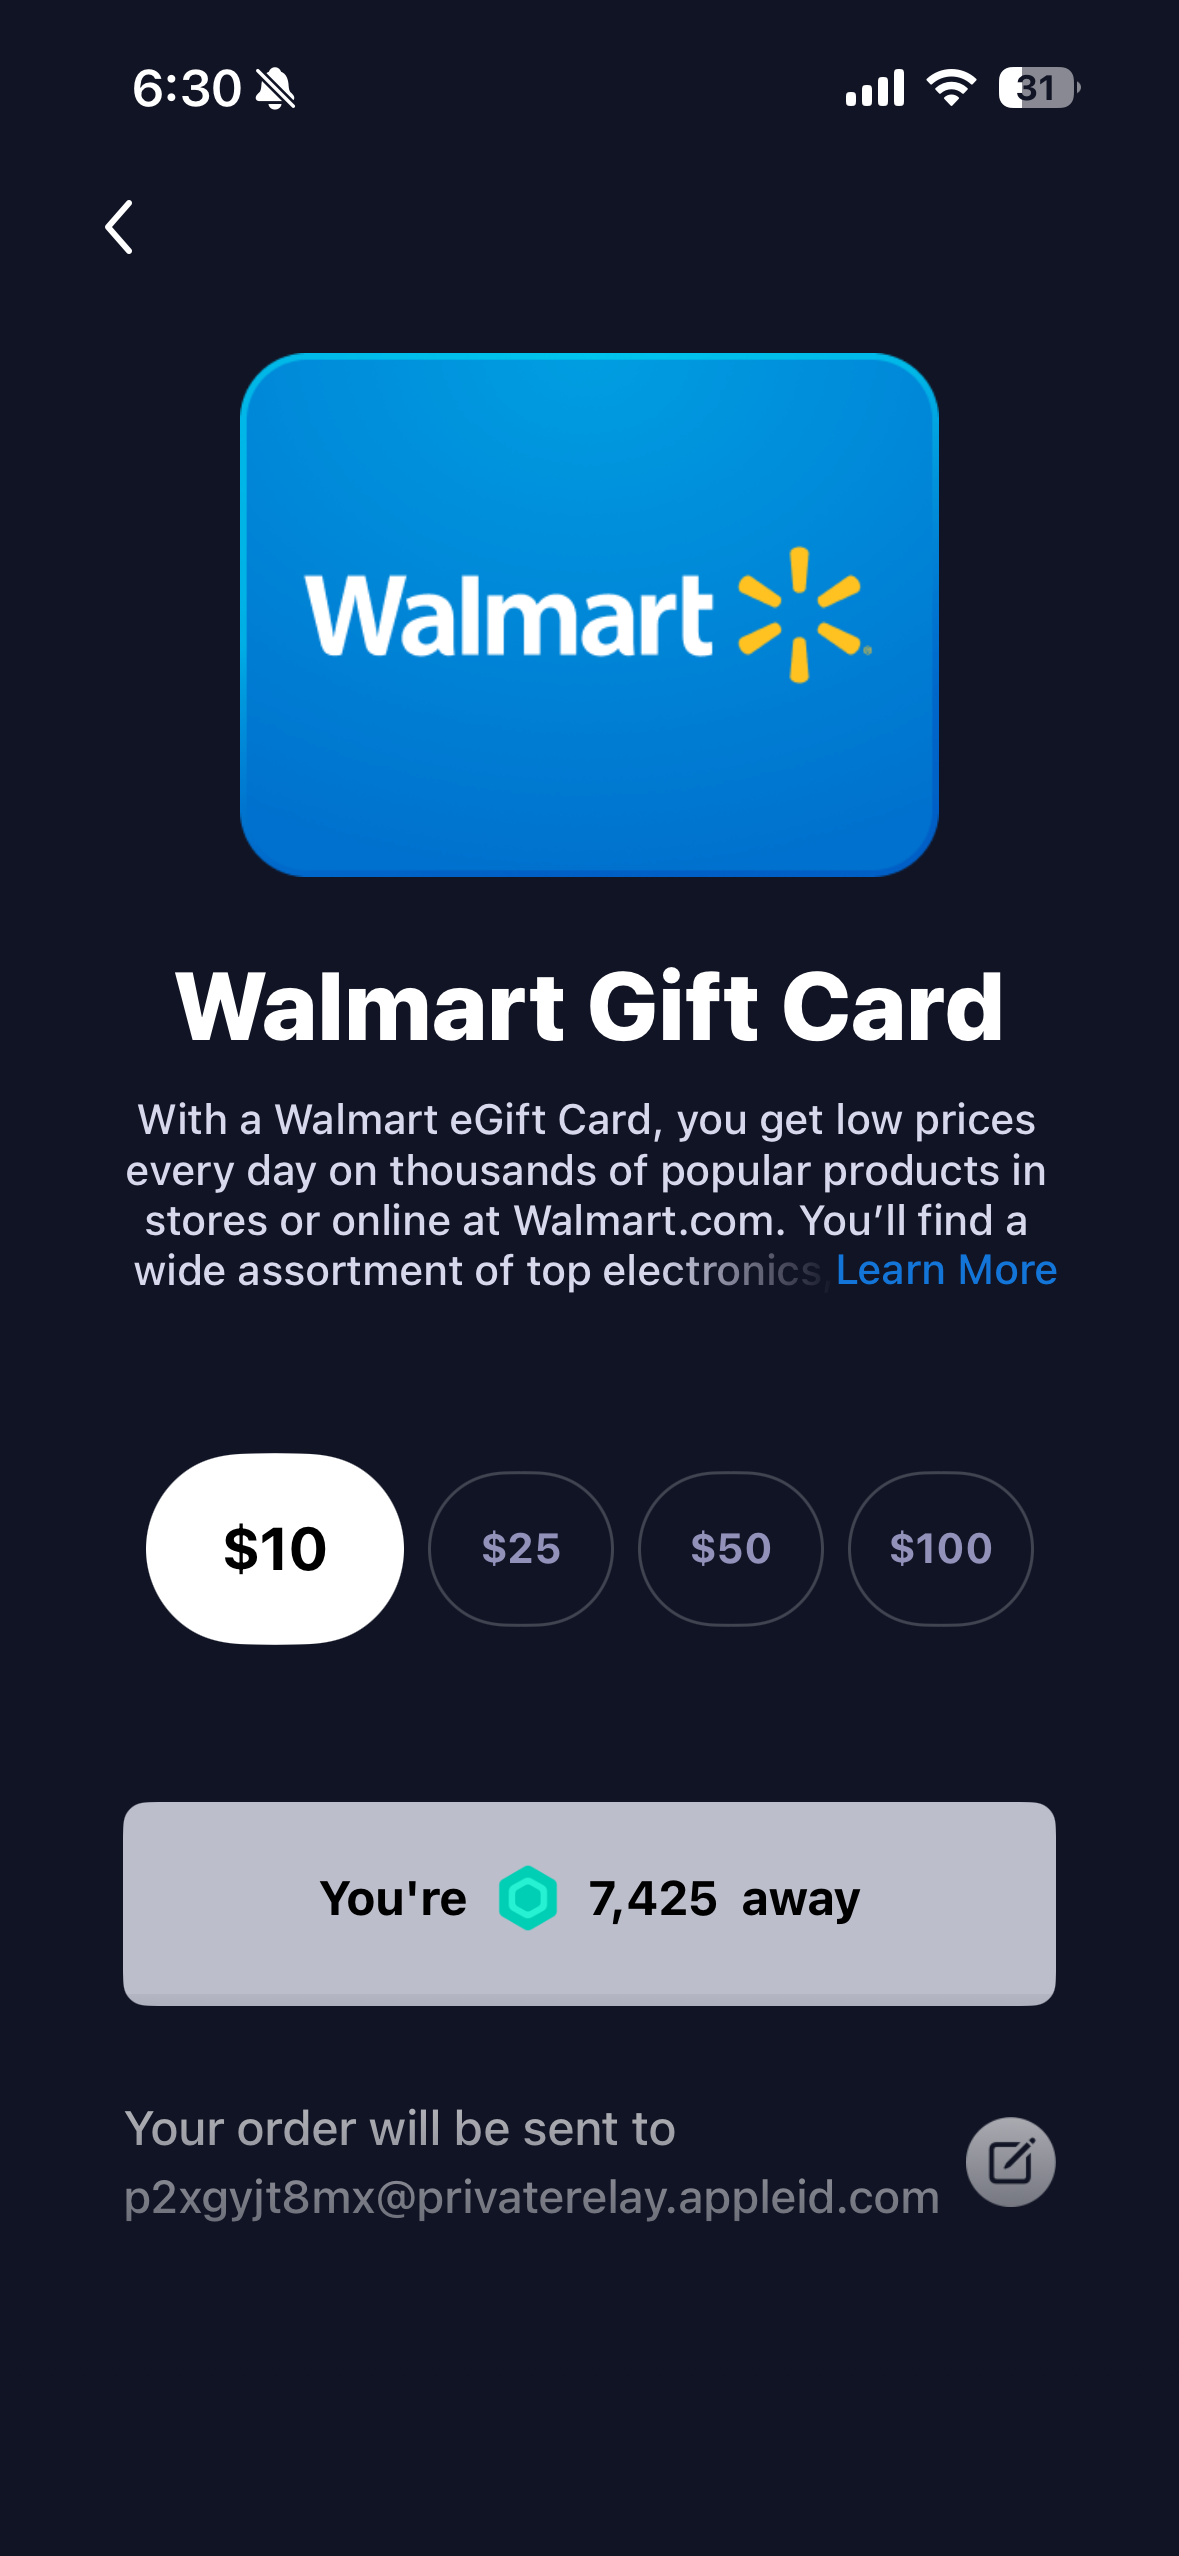 6:30
31
Walmart
Walmart Gift Card
With a Walmart eGift Card, you get low prices
every day on thousands of popular products in
stores or online at Walmart.com. You’ll find a
wide assortment of top electronics, Learn More
$10 $25 $50 $100
You're 7,425 away
Your order will be sent to
p2xgyjt8mx@privaterelay.appleid.com